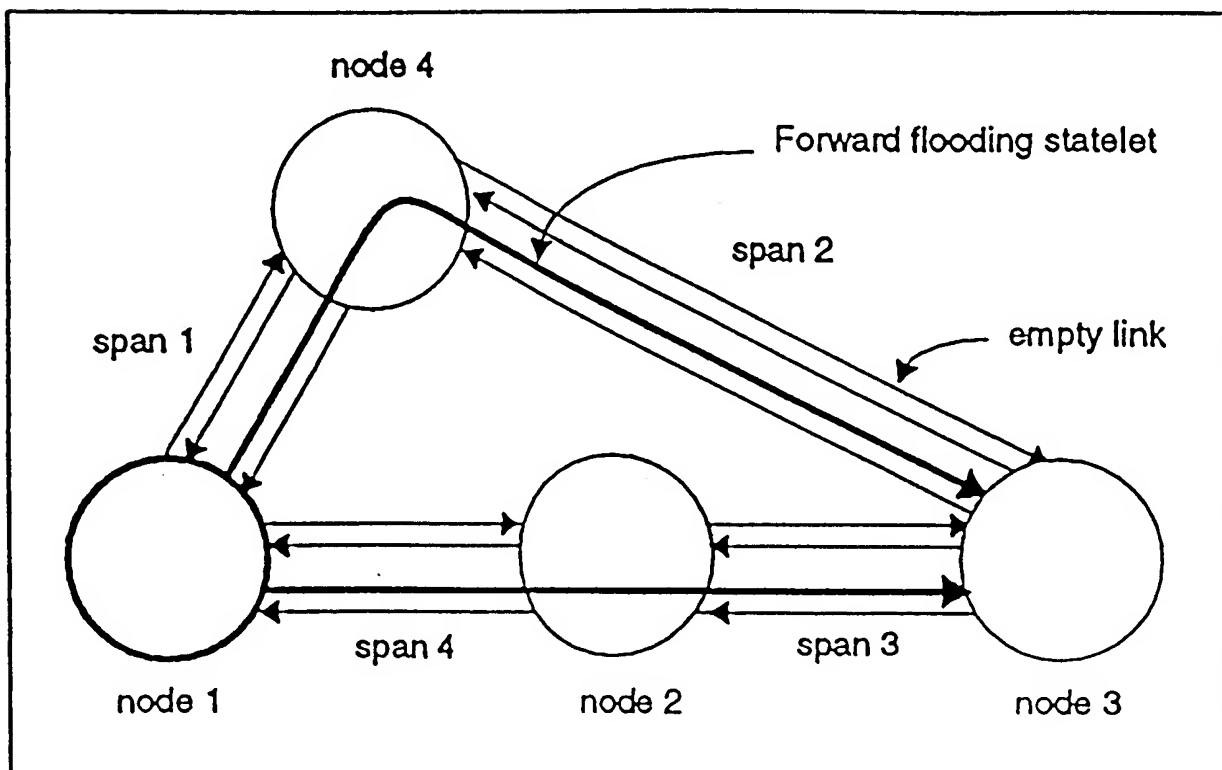 node 4
Forward flooding statelet
span 2
span 1
empty link
span 4
span 3
node 1
node 2
node 3